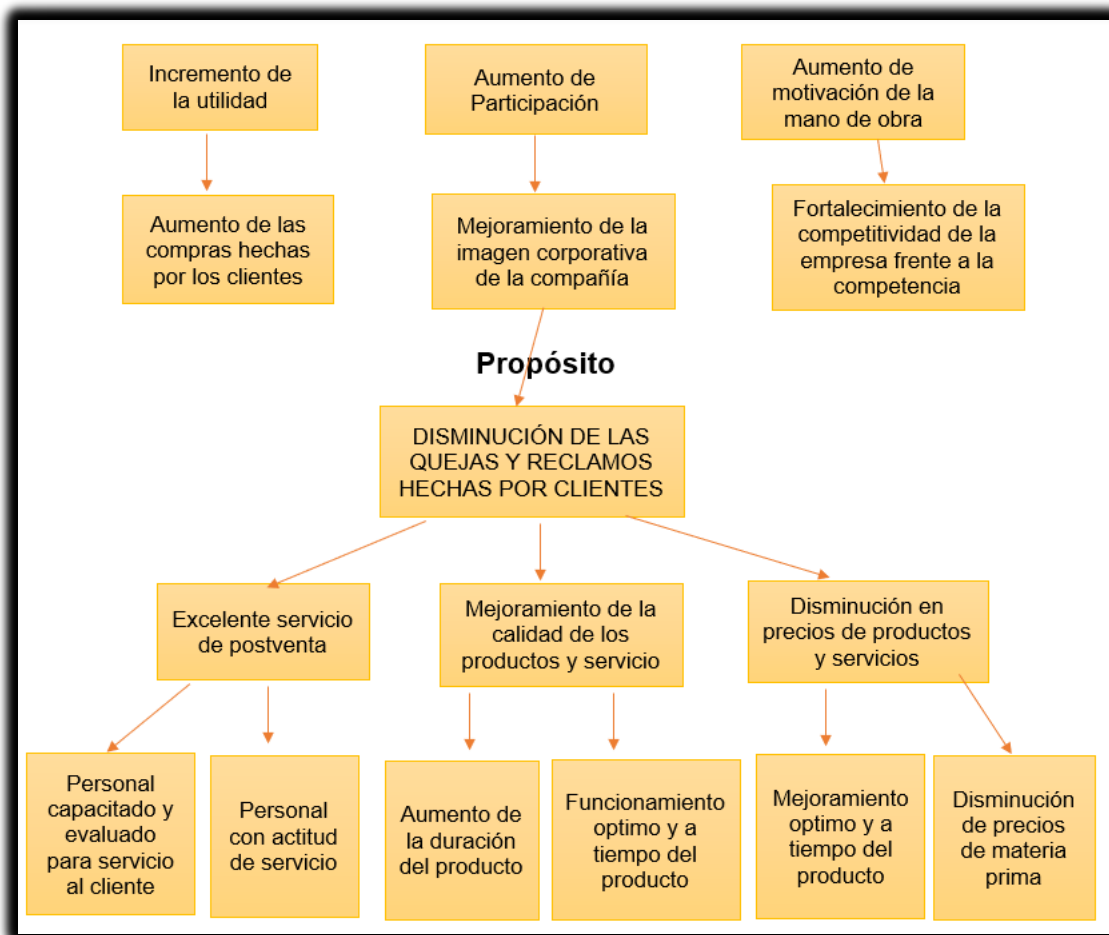 Incremento de
la utilidad
Aumento de
Participación
Aumento de
motivación de la
mano de obra
Aumento de las
compras hechas
por los clientes
Mejoramiento de la
imagen corporativa
de la compañía
Fortalecimiento de la
competitividad de la
empresa frente a la
competencia
Propósito
DISMINUCIÓN DE LAS
QUEJAS Y RECLAMOS
HECHAS POR CLIENTES
Excelente servicio
de postventa
Mejoramiento de la
calidad de los
productos y servicio
Disminución en
precios de productos
y servicios
Personal
capacitado y
evaluado
para servicio
al cliente
Personal
con actitud
de servicio
Aumento de
la duración
del producto
Funcionamiento
optimo y a
tiempo del
producto
Mejoramiento
optimo y a
tiempo del
producto
Disminución
de precios
de materia
prima